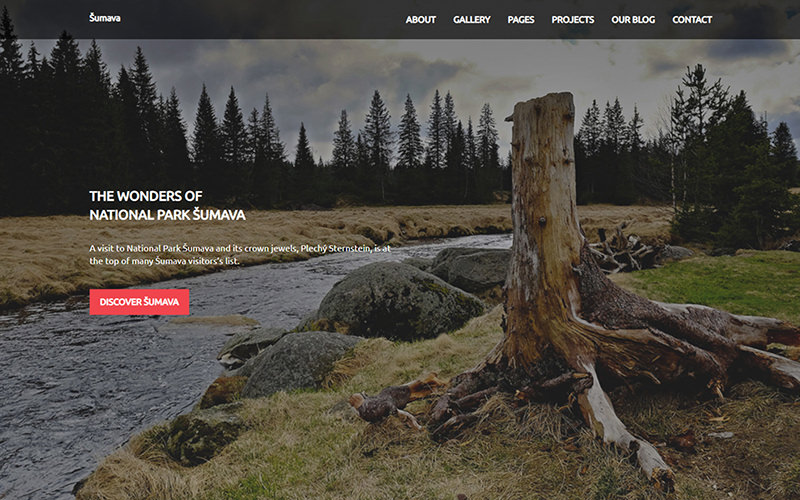 Šumava
ABOUT GALLERY PAGES PROJECTS OUR BLOG CONTACT
THE WONDERS OF
NATIONAL PARK ŠUMAVA
A visit to National Park Šumava and its crown jewels, Plechý Sternstein, is at
the top of many Šumava visitors's list.
DISCOVER ŠUMAVA